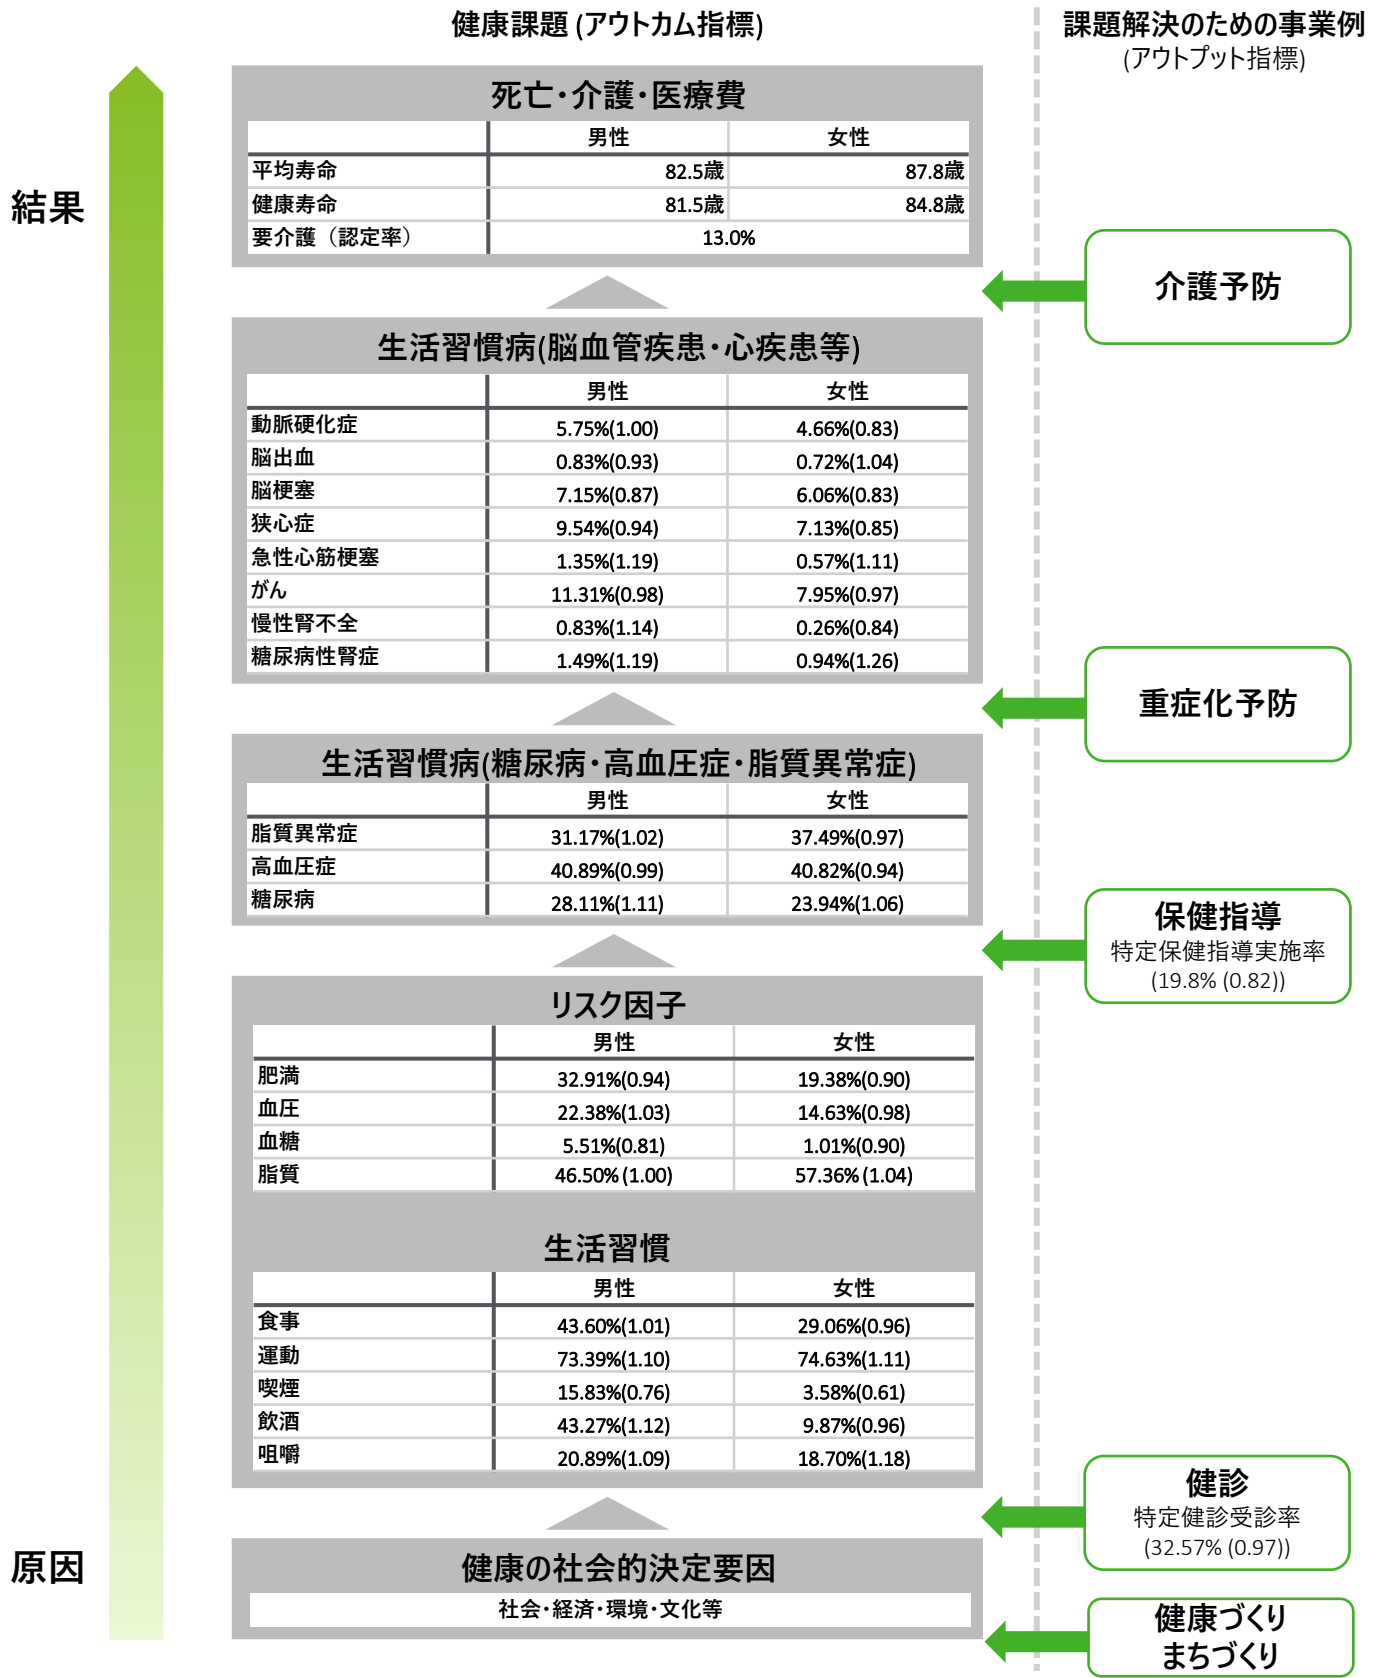 健康課題 (アウトカム指標)
課題解決のための事業例
(アウトプット指標)
結果
死亡・介護・医療費
男性 女性
平均寿命 82.5歳 87.8歳
健康寿命 81.5歳 84.8歳
要介護（認定率） 13.0%
介護予防
生活習慣病(脳血管疾患・心疾患等)
男性 女性
動脈硬化症 5.75%(1.00) 4.66%(0.83)
脳出血 0.83%(0.93) 0.72%(1.04)
脳梗塞 7.15%(0.87) 6.06%(0.83)
狭心症 9.54%(0.94) 7.13%(0.85)
急性心筋梗塞 1.35%(1.19) 0.57%(1.11)
がん 11.31%(0.98) 7.95%(0.97)
慢性腎不全 0.83%(1.14) 0.26%(0.84)
糖尿病性腎症 1.49%(1.19) 0.94%(1.26)
重症化予防
生活習慣病(糖尿病・高血圧症・脂質異常症)
男性 女性
脂質異常症 31.17%(1.02) 37.49%(0.97)
高血圧症 40.89%(0.99) 40.82%(0.94)
糖尿病 28.11%(1.11) 23.94%(1.06)
保健指導
特定保健指導実施率
(19.8% (0.82))
リスク因子
男性 女性
肥満 32.91%(0.94) 19.38%(0.90)
血圧 22.38%(1.03) 14.63%(0.98)
血糖 5.51%(0.81) 1.01%(0.90)
脂質 46.50% (1.00) 57.36% (1.04)
生活習慣
男性 女性
食事 43.60%(1.01) 29.06%(0.96)
運動 73.39%(1.10) 74.63%(1.11)
喫煙 15.83%(0.76) 3.58%(0.61)
飲酒 43.27%(1.12) 9.87%(0.96)
咀嚼 20.89%(1.09) 18.70%(1.18)
健診
特定健診受診率
(32.57% (0.97))
原因
健康の社会的決定要因
社会・経済・環境・文化等
健康づくり
まちづくり